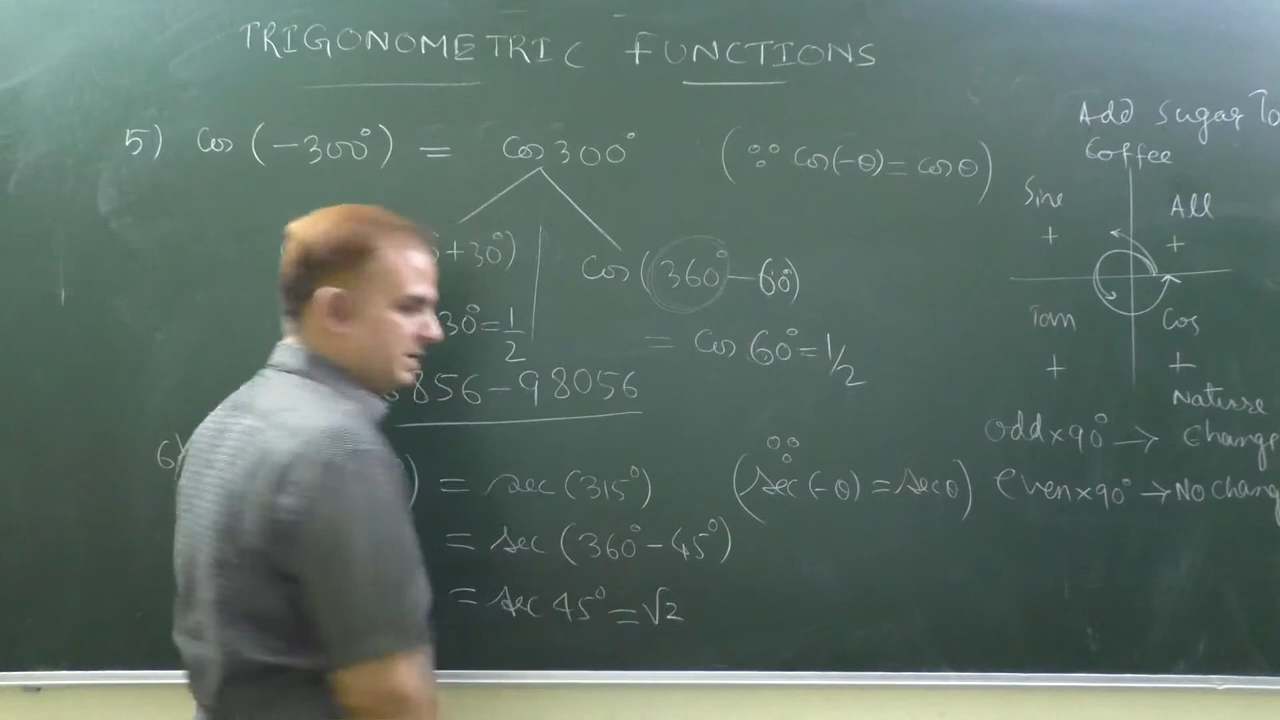 TRIGONOMETRIC FUNCTIONS
5) Cos (-300°) = Cos 300° (∵ Cos(-θ) = cos θ)
+30°) Cos (360° - 60°)
30° = 1/2 = Cos 60° = 1/2
856-98056
6) ) = sec (315°) (∵ sec (-θ) = sec θ)
= sec (360° - 45°)
= sec 45° = √2
Add Sugar To
Coffee
Sine All
+ +
Tan Cos
+ +
Nature
odd × 90° → Change
Even × 90° → No Chang